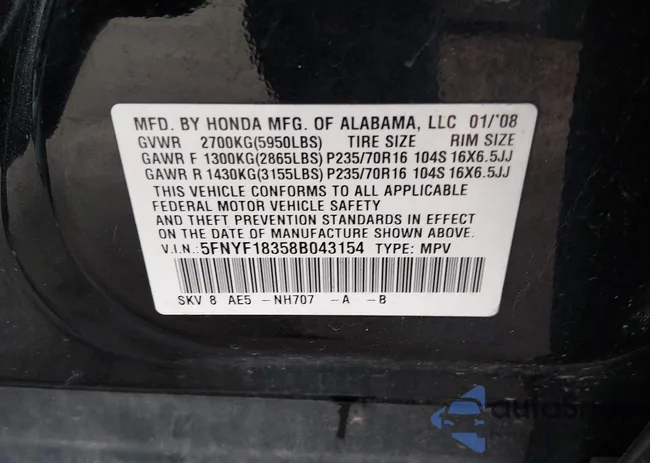 MFD. BY HONDA MFG. OF ALABAMA, LLC 01/'08
GVWR 2700KG(5950LBS) TIRE SIZE RIM SIZE
GAWR F 1300KG(2865LBS) P235/70R16 104S 16X6.5JJ
GAWR R 1430KG(3155LBS) P235/70R16 104S 16X6.5JJ
THIS VEHICLE CONFORMS TO ALL APPLICABLE
FEDERAL MOTOR VEHICLE SAFETY
AND THEFT PREVENTION STANDARDS IN EFFECT
ON THE DATE OF MANUFACTURE SHOWN ABOVE.
V.I.N.: 5FNYF18358B043154 TYPE: MPV
SKV 8 AE5 -NH707 -A -B